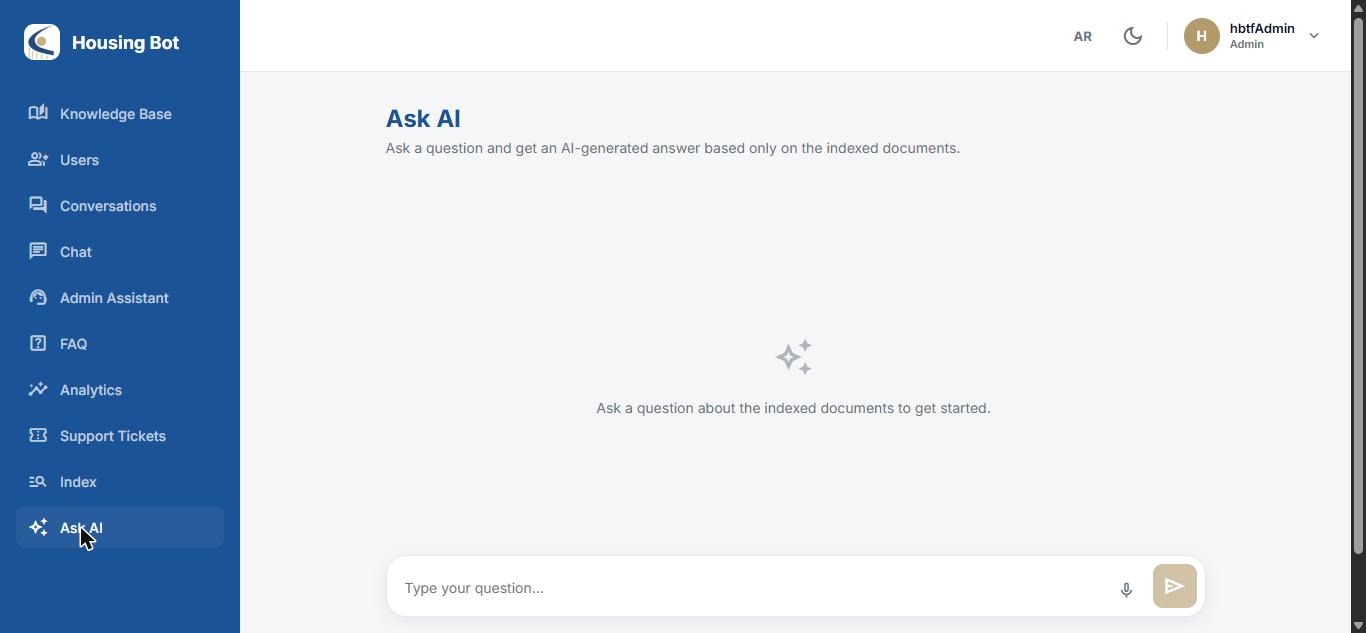 Housing Bot
Knowledge Base
Users
Conversations
Chat
Admin Assistant
FAQ
Analytics
Support Tickets
Index
Ask AI
AR
H
hbtfAdmin
Admin
Ask AI
Ask a question and get an AI-generated answer based only on the indexed documents.
Ask a question about the indexed documents to get started.
Type your question...